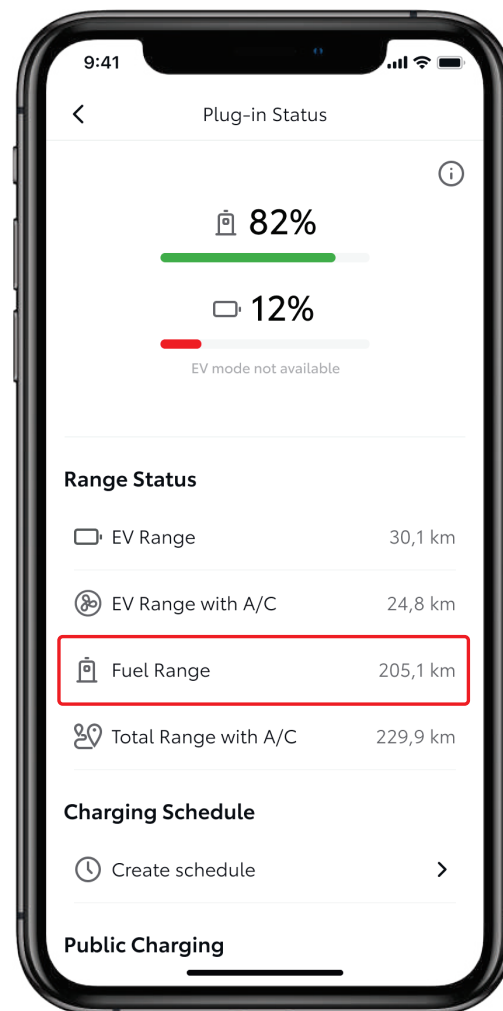 9:41
Plug-in Status
82%
12%
EV mode not available
Range Status
EV Range 30,1 km
EV Range with A/C 24,8 km
Fuel Range 205,1 km
Total Range with A/C 229,9 km
Charging Schedule
Create schedule
Public Charging